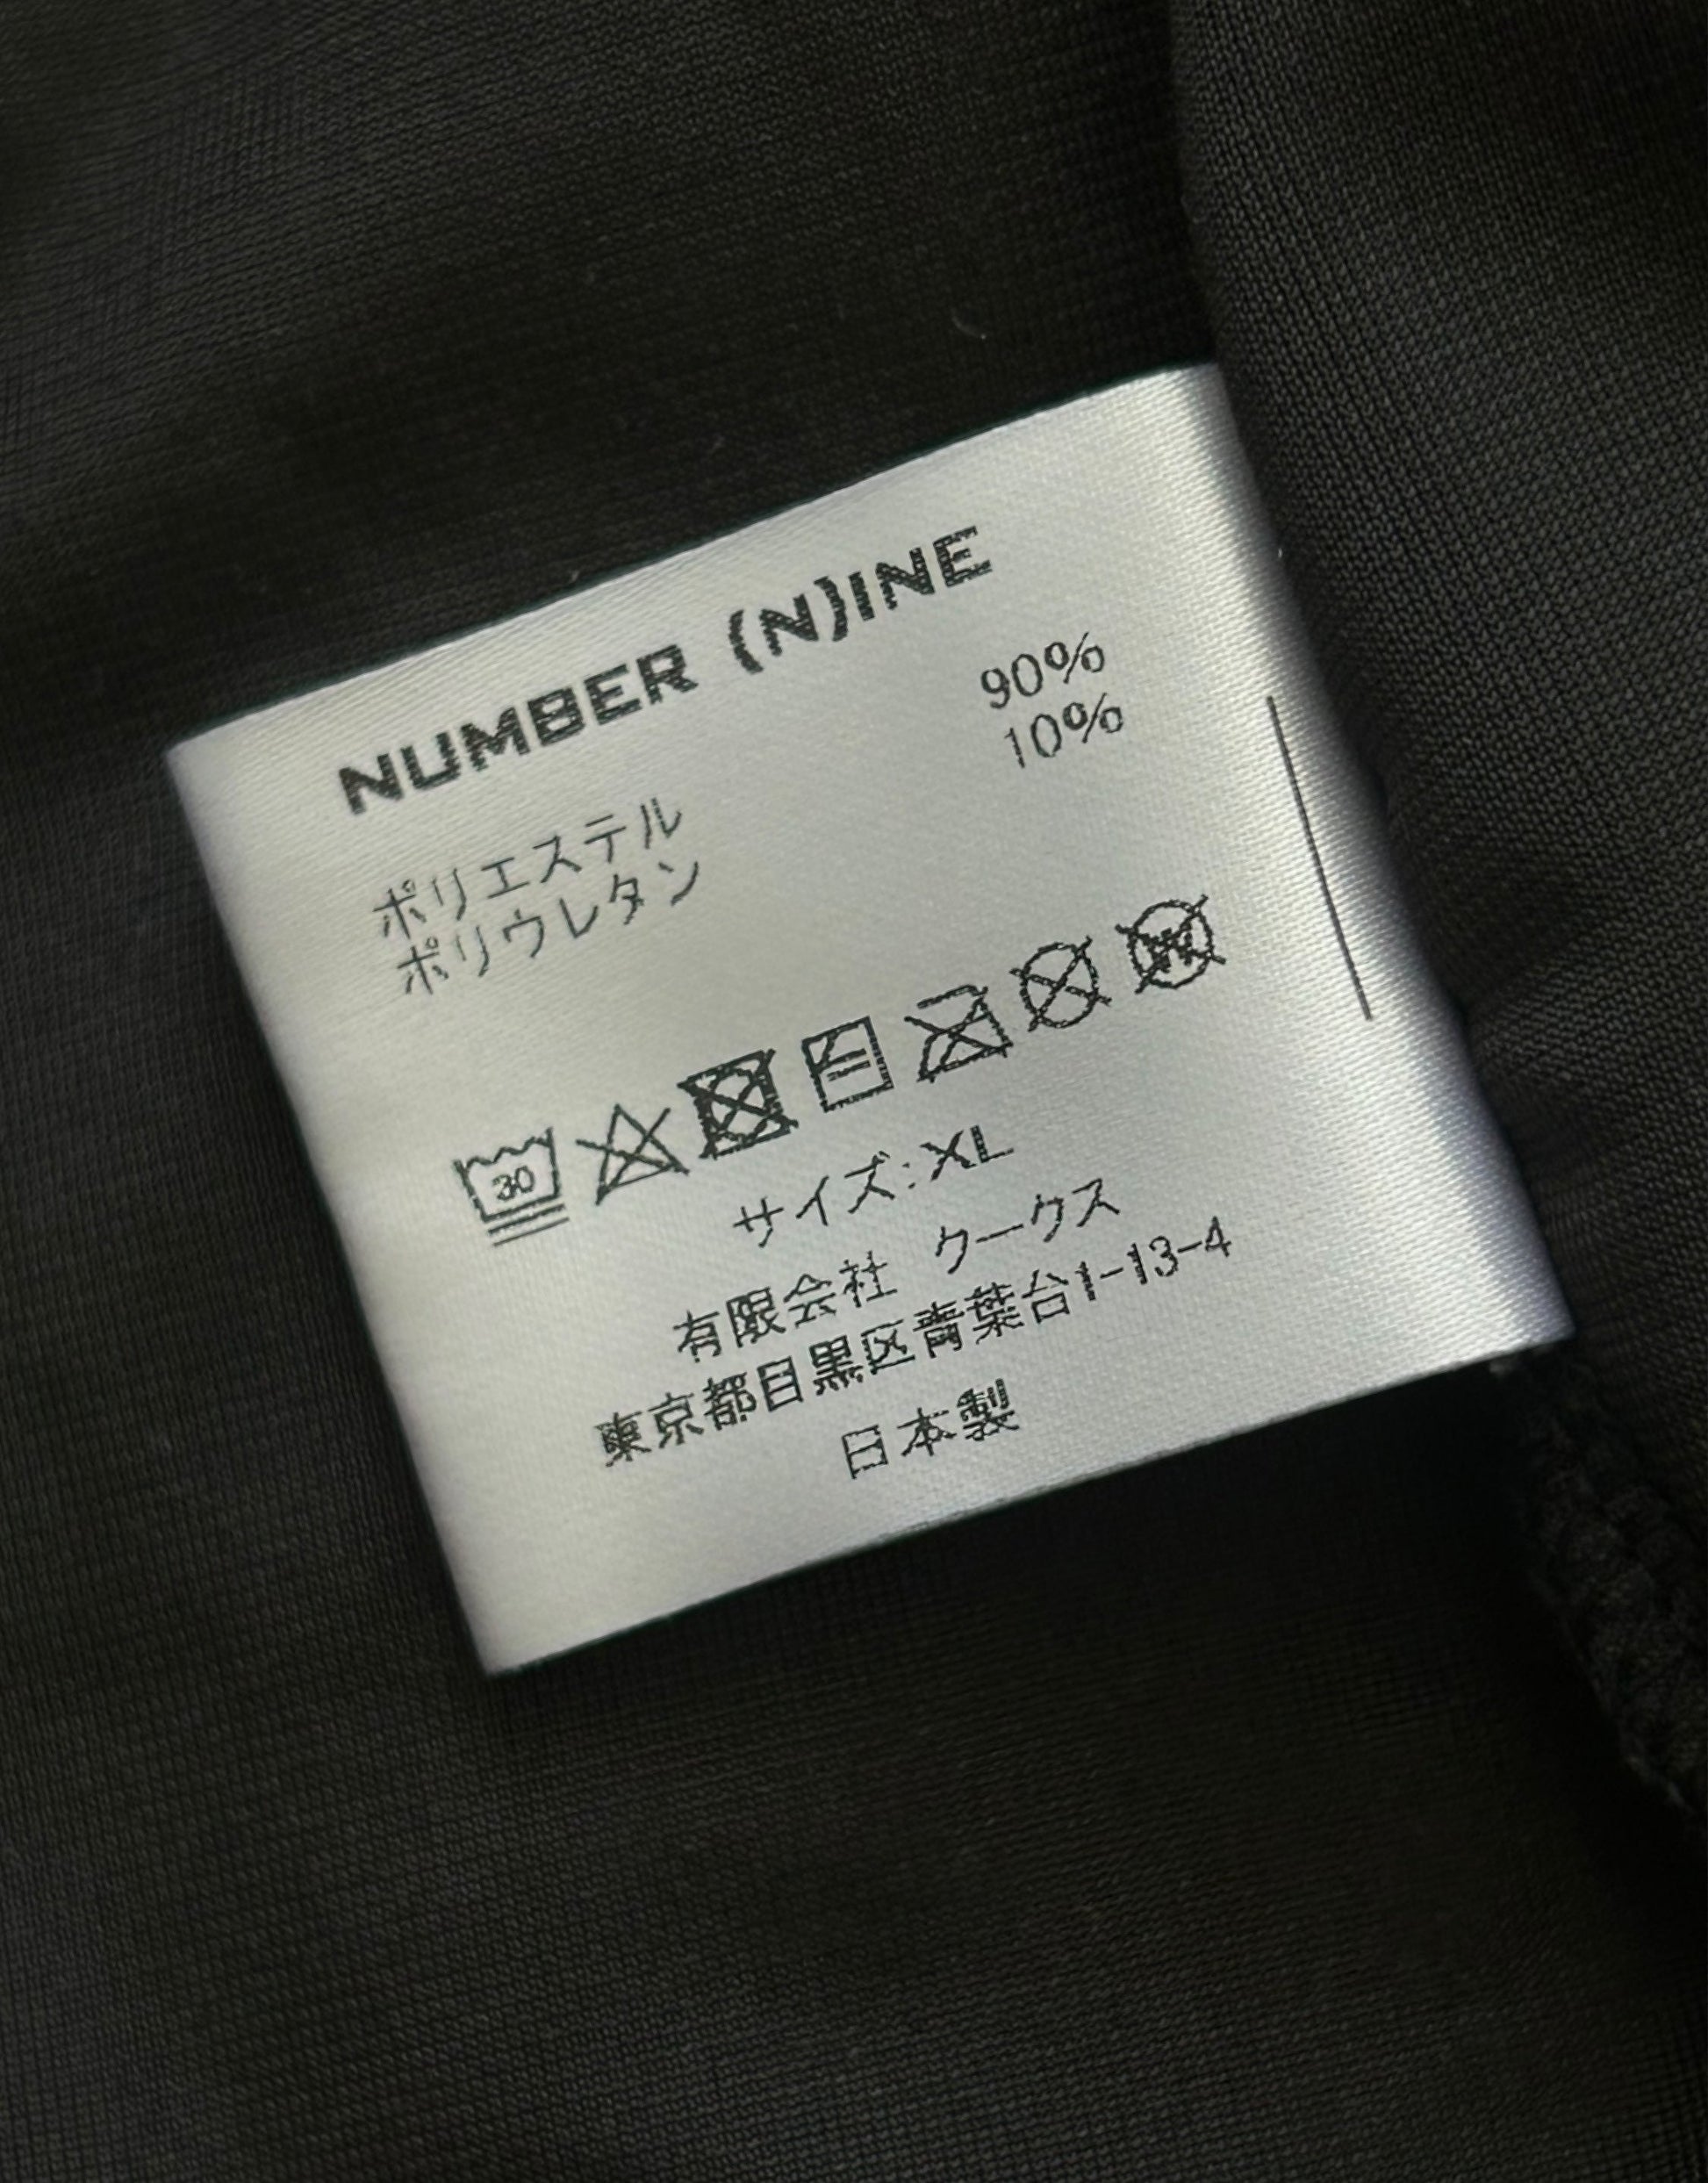 NUMBER (N)INE
ポリエステル 90%
ポリウレタン 10%
30
W
サイズ:XL
有限会社 クークス
東京都目黒区青葉台1-13-4
日本製